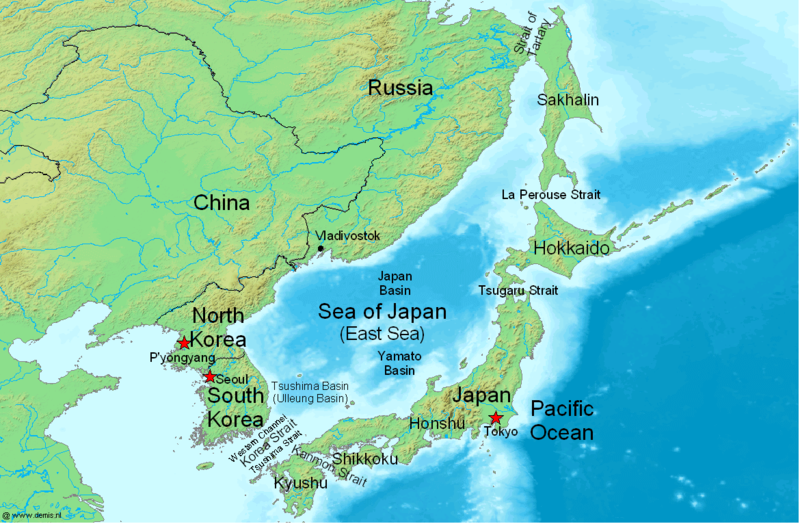 Strait of
Tartary
Russia
Sakhalin
China
La Perouse Strait
Vladivostok
Hokkaido
Japan
Basin
Tsugaru Strait
Sea of Japan
(East Sea)
North
Korea
P'yongyang
Yamato
Basin
Seoul
South
Korea
Tsushima Basin
(Ulleung Basin)
Japan
Honshu
Tokyo
Pacific
Ocean
Western Channel
Korea Strait
Tsushima Strait
Kanmon Strait
Shikkoku
Kyushu
@ www.demis.nl